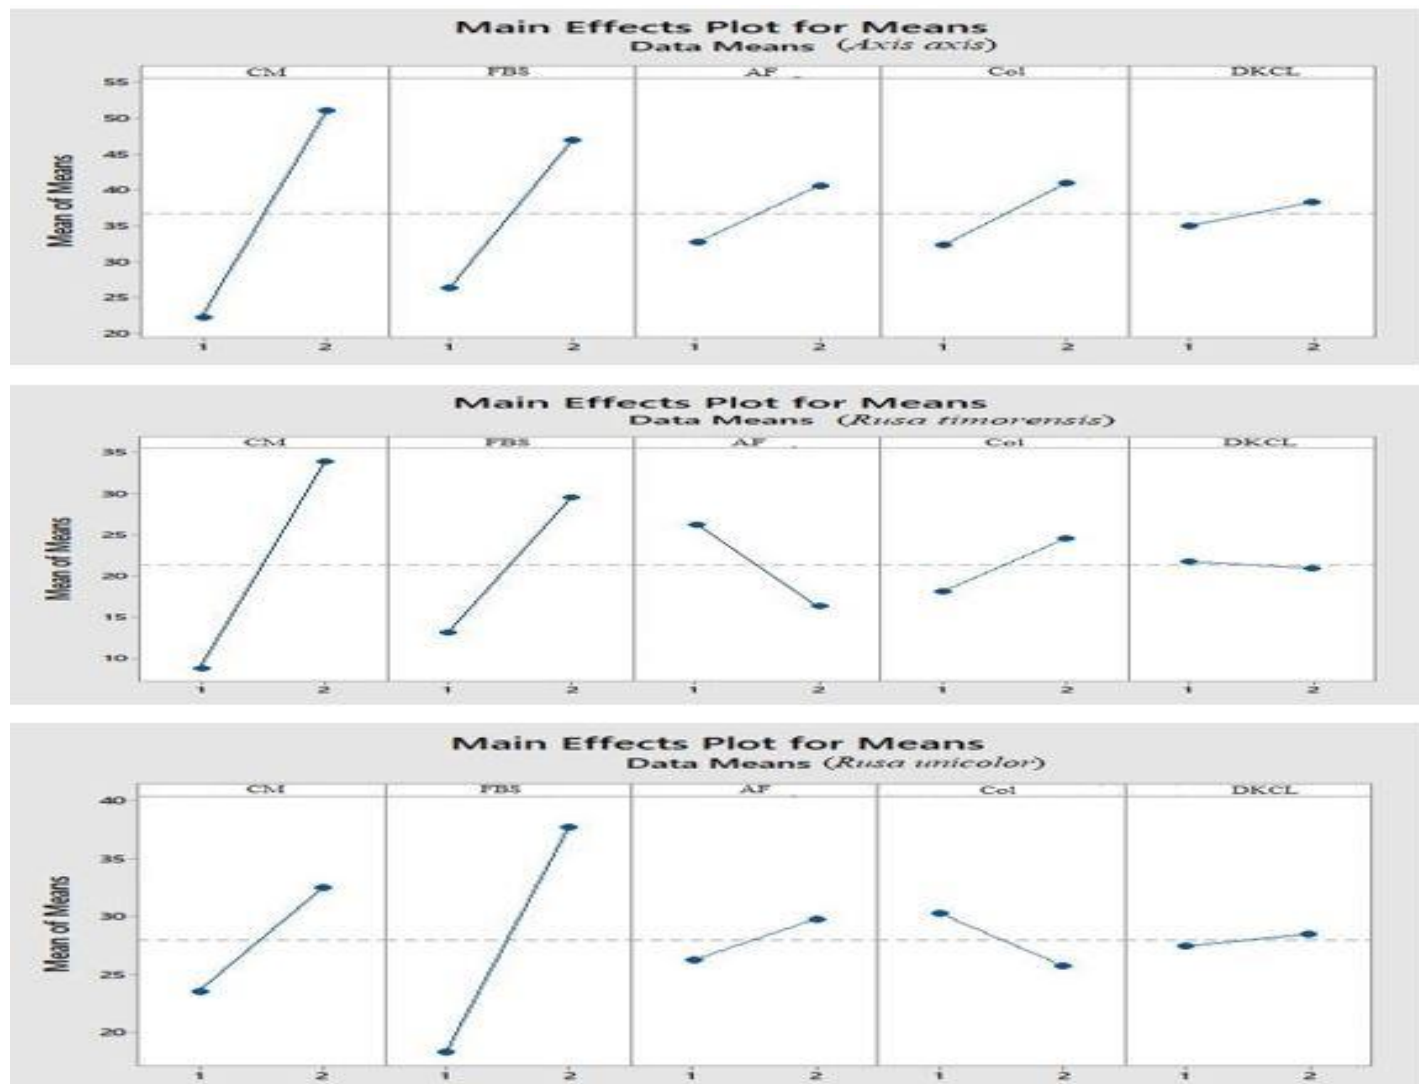 Main Effects Plot for Means
Data Means (Axis axis)
CM FBS AF Col DKCL
Mean of Means
55
50
45
40
35
30
25
20
1 2 1 2 1 2 1 2 1 2
Main Effects Plot for Means
Data Means (Rusa timorensis)
CM FBS AF Col DKCL
Mean of Means
35
30
25
20
15
10
1 2 1 2 1 2 1 2 1 2
Main Effects Plot for Means
Data Means (Rusa unicolor)
CM FBS AF Col DKCL
Mean of Means
40
35
30
25
20
1 2 1 2 1 2 1 2 1 2